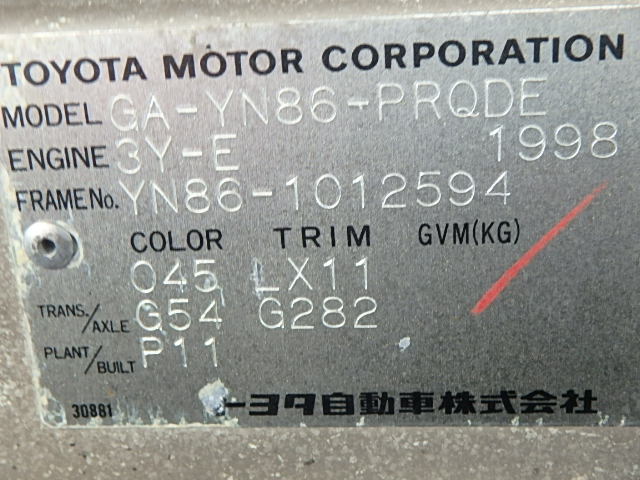 TOYOTA MOTOR CORPORATION
MODEL GA-YN86-PRQDE
ENGINE 3Y-E 1998
FRAME No. YN86-1012594
COLOR TRIM GVM(KG)
045 LX11
TRANS./AXLE G54 G282
PLANT/BUILT P11
30881 トヨタ自動車株式会社